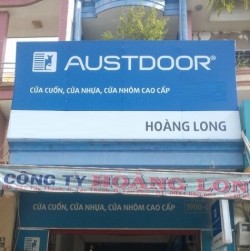 AUSTDOOR®
CỬA CUỐN, CỬA NHỰA, CỬA NHÔM CAO CẤP
HOÀNG LONG
CÔNG TY HOÀNG LON
CỬA CUỐN, CỬA NHỰA, CỬA NHÔM CAO CẤP